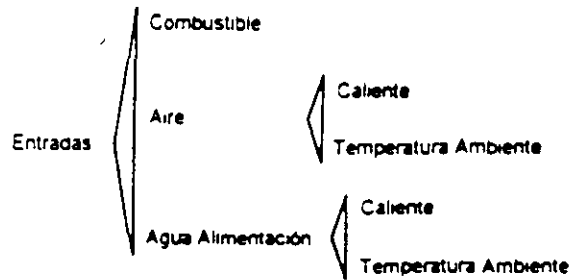 Combustible
Caliente
Aire
Entradas
Temperatura Ambiente
Caliente
Agua Alimentación
Temperatura Ambiente